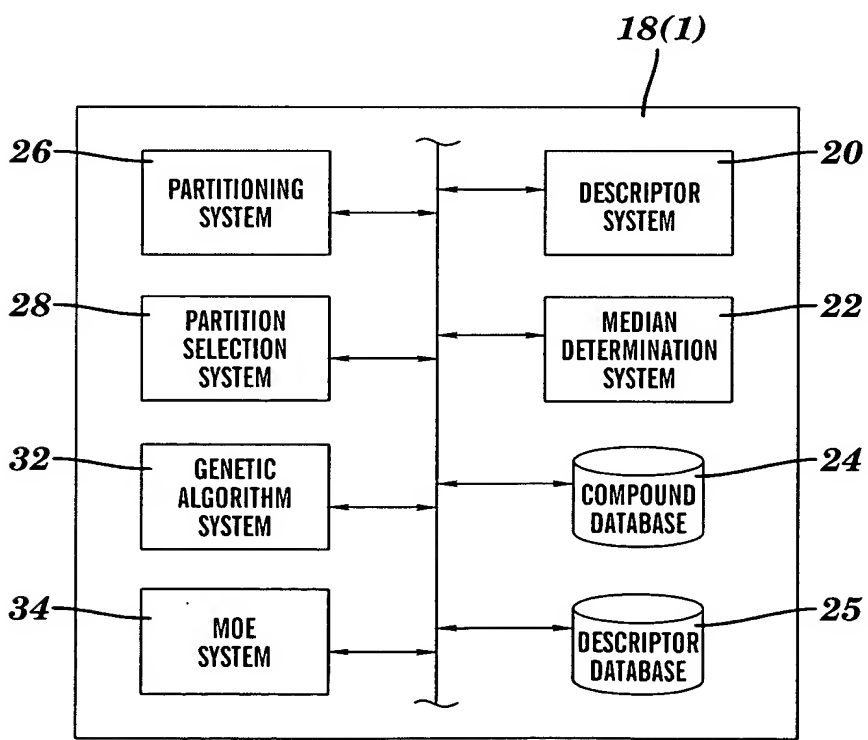 18(1)
26
PARTITIONING
SYSTEM
20
DESCRIPTOR
SYSTEM
28
PARTITION
SELECTION
SYSTEM
22
MEDIAN
DETERMINATION
SYSTEM
32
GENETIC
ALGORITHM
SYSTEM
24
COMPOUND
DATABASE
34
MOE
SYSTEM
25
DESCRIPTOR
DATABASE